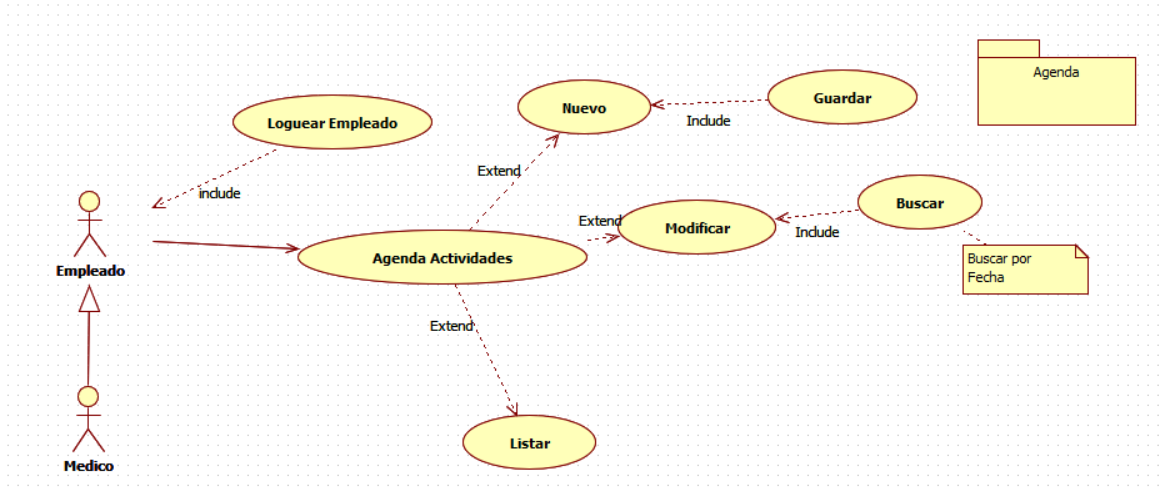 Agenda
Nuevo
Guardar
Include
Loguear Empleado
Extend
include
Buscar
Extend
Modificar
Include
Empleado
Agenda Actividades
Buscar por
Fecha
Extend
Listar
Medico